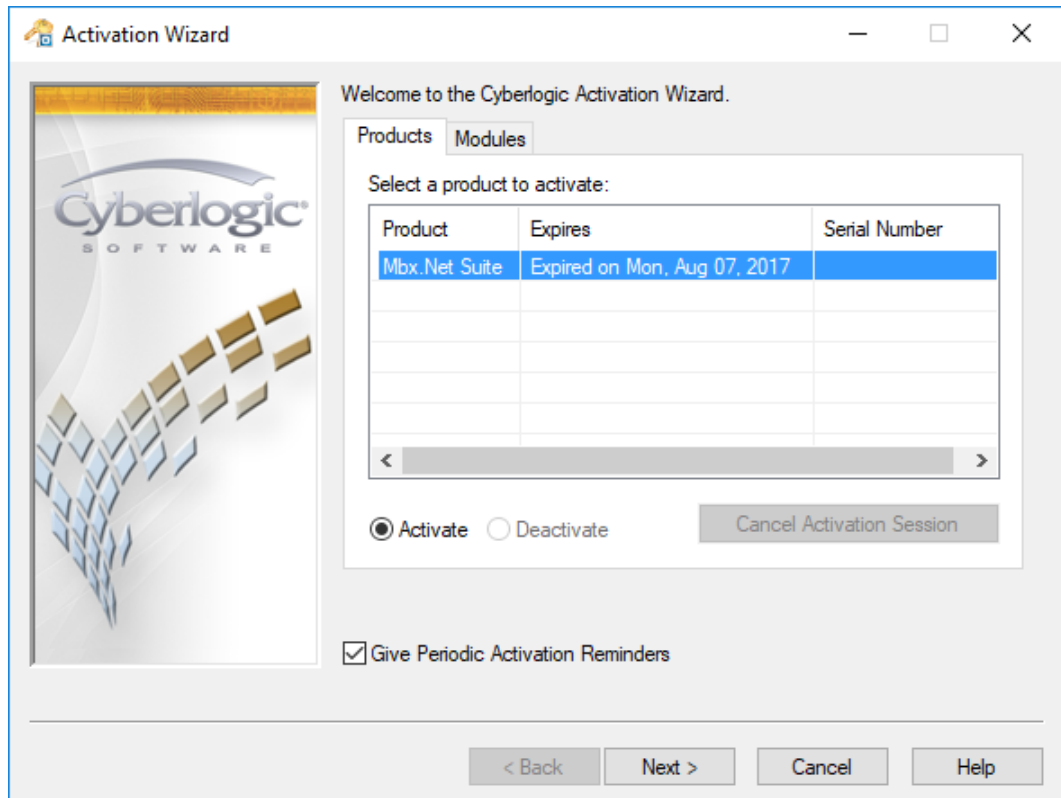 Activation Wizard
Welcome to the Cyberlogic Activation Wizard.
Products Modules
Cyberlogic®
SOFTWARE
Select a product to activate:
Product Expires Serial Number
Mbx.Net Suite Expired on Mon, Aug 07, 2017
Activate Deactivate Cancel Activation Session
Give Periodic Activation Reminders
< Back Next > Cancel Help